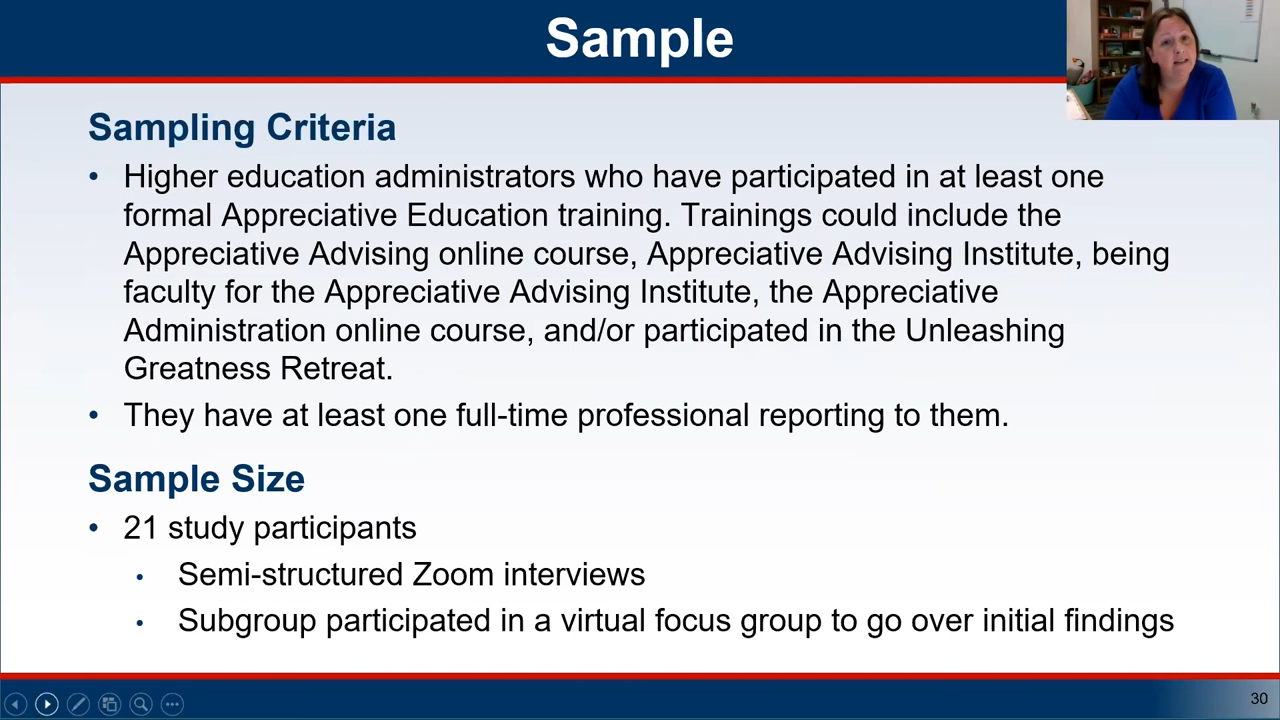 Sample
Sampling Criteria
• Higher education administrators who have participated in at least one
formal Appreciative Education training. Trainings could include the
Appreciative Advising online course, Appreciative Advising Institute, being
faculty for the Appreciative Advising Institute, the Appreciative
Administration online course, and/or participated in the Unleashing
Greatness Retreat.
• They have at least one full-time professional reporting to them.
Sample Size
• 21 study participants
• Semi-structured Zoom interviews
• Subgroup participated in a virtual focus group to go over initial findings
30